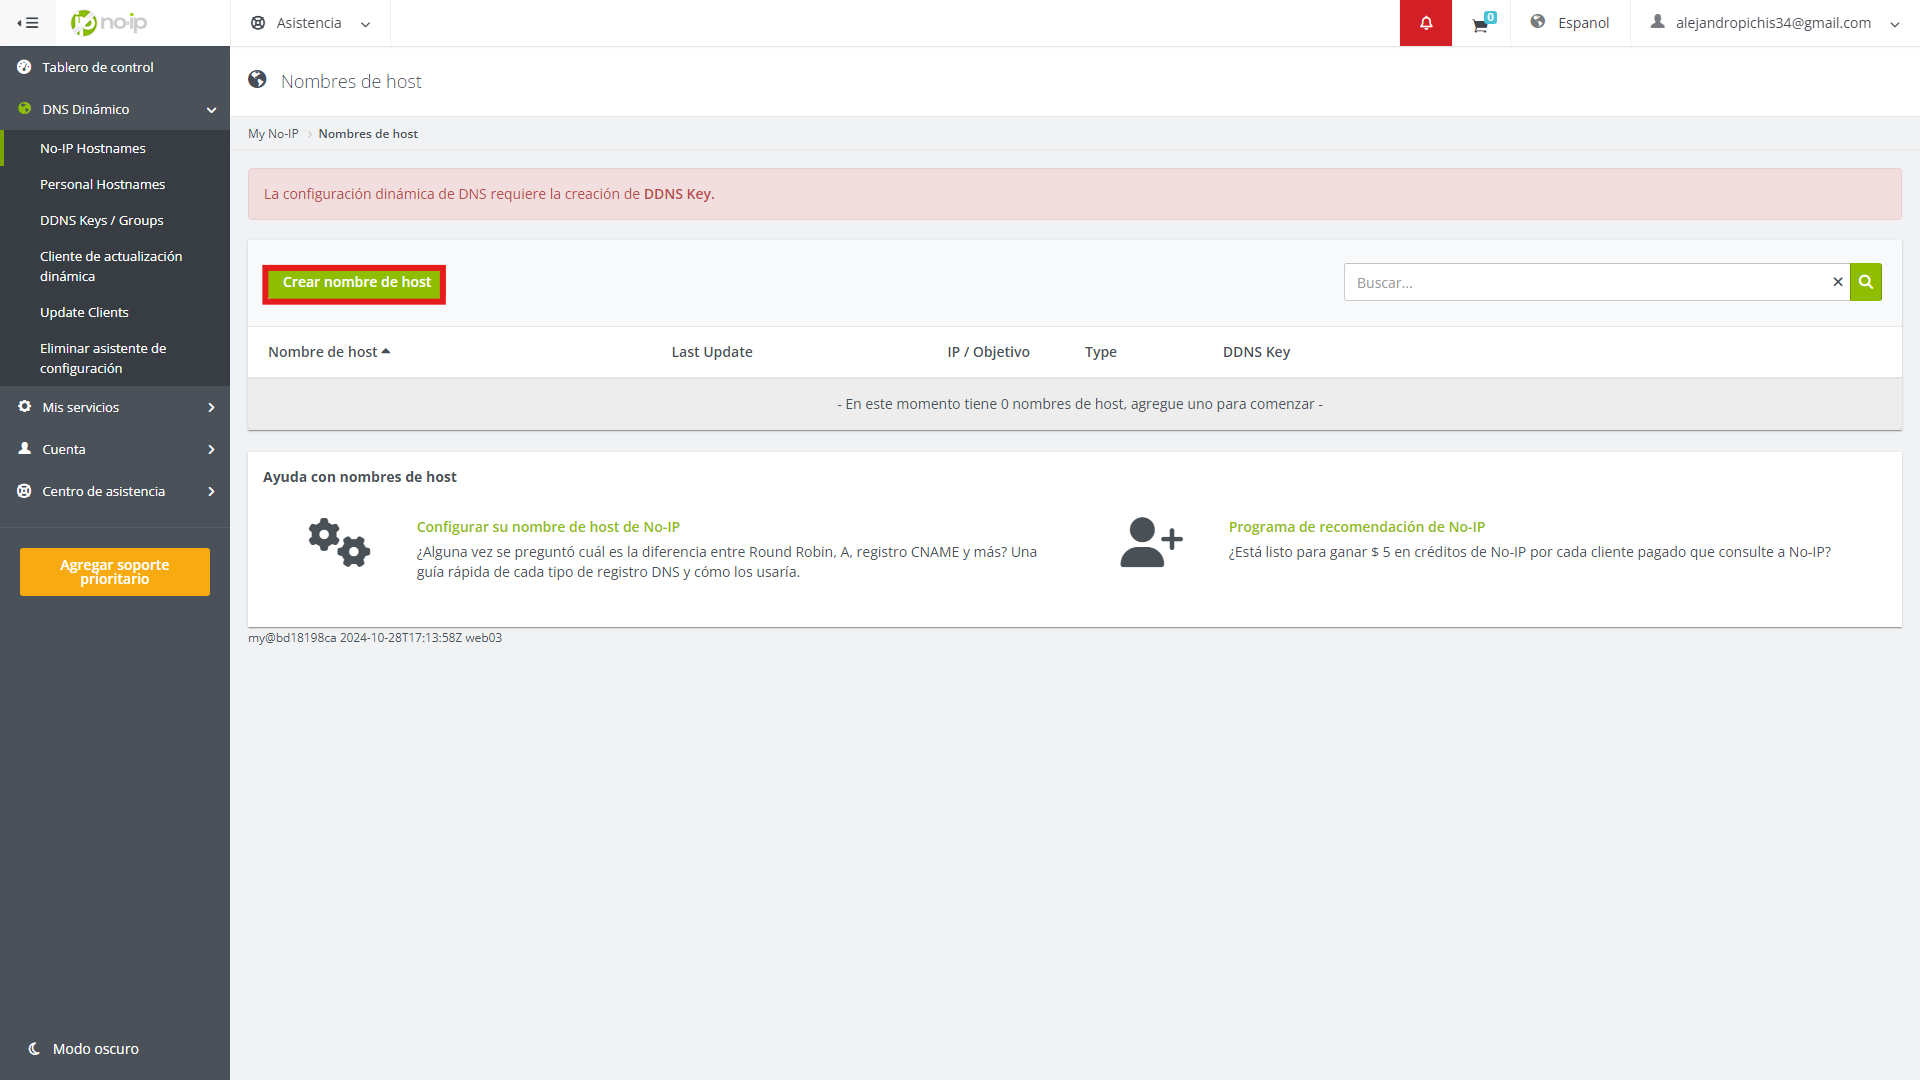 no-ip
Asistencia
0
Espanol
alejandropichis34@gmail.com
Tablero de control
DNS Dinámico
No-IP Hostnames
Personal Hostnames
DDNS Keys / Groups
Cliente de actualización
dinámica
Update Clients
Eliminar asistente de
configuración
Mis servicios
Cuenta
Centro de asistencia
Agregar soporte
prioritario
Modo oscuro
Nombres de host
My No-IP > Nombres de host
La configuración dinámica de DNS requiere la creación de DDNS Key.
Crear nombre de host
Buscar...
Nombre de host Last Update IP / Objetivo Type DDNS Key
- En este momento tiene 0 nombres de host, agregue uno para comenzar -
Ayuda con nombres de host
Configurar su nombre de host de No-IP
¿Alguna vez se preguntó cuál es la diferencia entre Round Robin, A, registro CNAME y más? Una
guía rápida de cada tipo de registro DNS y cómo los usaría.
Programa de recomendación de No-IP
¿Está listo para ganar $ 5 en créditos de No-IP por cada cliente pagado que consulte a No-IP?
my@bd18198ca 2024-10-28T17:13:58Z web03